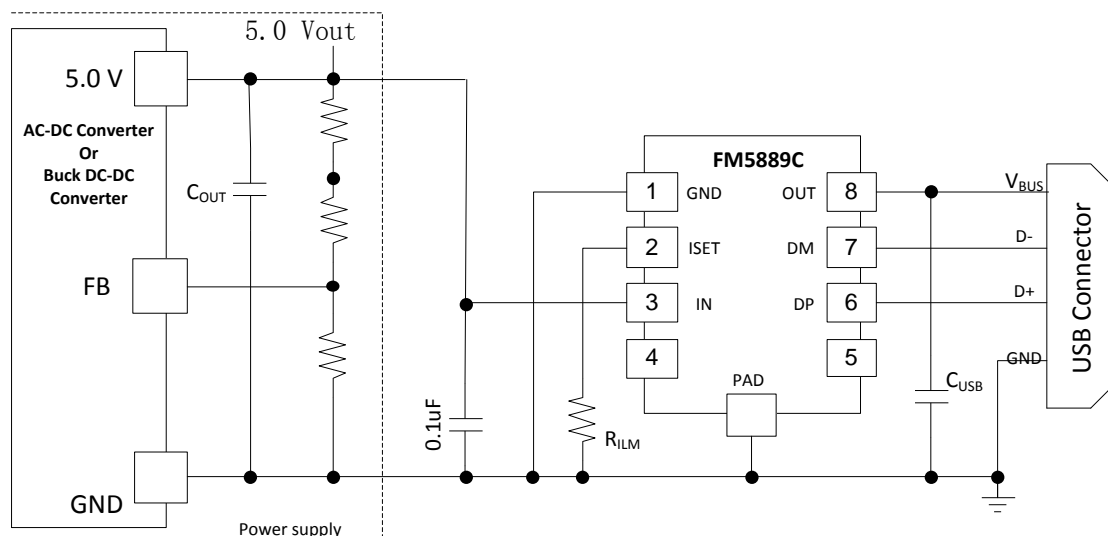 5.0 Vout
5.0 V
AC-DC Converter
Or
Buck DC-DC
Converter
COUT
FB
GND
Power supply
0.1uF
RILM
FM5889C
1
GND
2
ISET
3
IN
4
OUT
8
DM
7
DP
6
5
PAD
VBUS
D-
D+
GND
CUSB
USB Connector